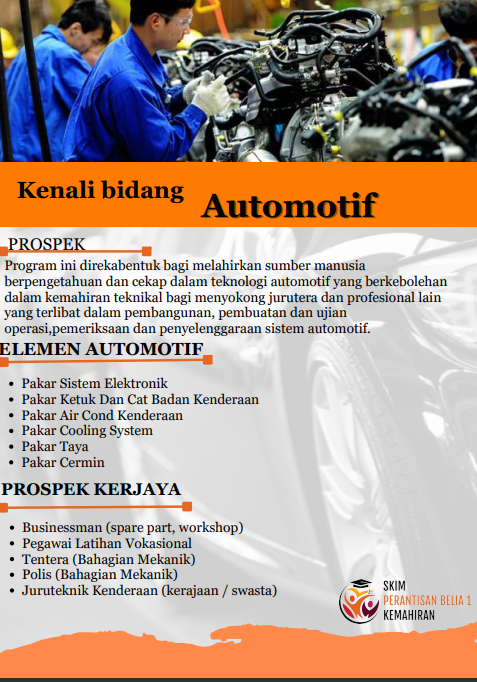 Kenali bidang
Automotif
PROSPEK
Program ini direkabentuk bagi melahirkan sumber manusia
berpengetahuan dan cekap dalam teknologi automotif yang berkebolehan
dalam kemahiran teknikal bagi menyokong jurutera dan profesional lain
yang terlibat dalam pembangunan, pembuatan dan ujian
operasi,pemeriksaan dan penyelenggaraan sistem automotif.
ELEMEN AUTOMOTIF
• Pakar Sistem Elektronik
• Pakar Ketuk Dan Cat Badan Kenderaan
• Pakar Air Cond Kenderaan
• Pakar Cooling System
• Pakar Taya
• Pakar Cermin
PROSPEK KERJAYA
• Businessman (spare part, workshop)
• Pegawai Latihan Vokasional
• Tentera (Bahagian Mekanik)
• Polis (Bahagian Mekanik)
• Juruteknik Kenderaan (kerajaan / swasta)
SKIM
PERANTISAN BELIA 1
KEMAHIRAN